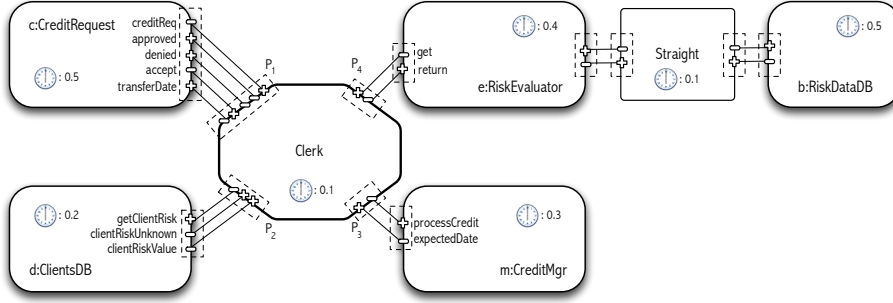 c:CreditRequest
creditReq
approved
denied
accept
transferDate
: 0.5
P1
P4
get
return
: 0.4
e:RiskEvaluator
Straight
: 0.1
: 0.5
b:RiskDataDB
Clerk
: 0.1
: 0.2
getClientRisk
clientRiskUnknown
clientRiskValue
d:ClientsDB
P2
P3
processCredit
expectedDate
: 0.3
m:CreditMgr